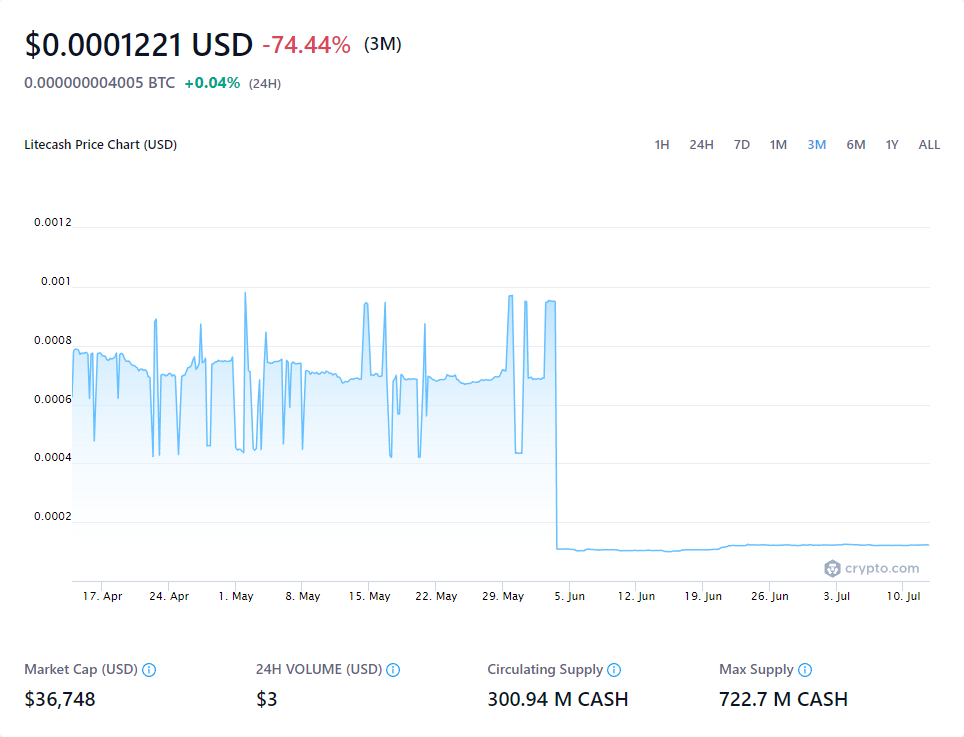 $0.0001221 USD -74.44% (3M)
0.000000004005 BTC +0.04% (24H)
Litecash Price Chart (USD) 1H 24H 7D 1M 3M 6M 1Y ALL
0.0012
0.001
0.0008
0.0006
0.0004
0.0002
crypto.com
17. Apr 24. Apr 1. May 8. May 15. May 22. May 29. May 5. Jun 12. Jun 19. Jun 26. Jun 3. Jul 10. Jul
Market Cap (USD) 24H VOLUME (USD) Circulating Supply Max Supply
$36,748 $3 300.94 M CASH 722.7 M CASH